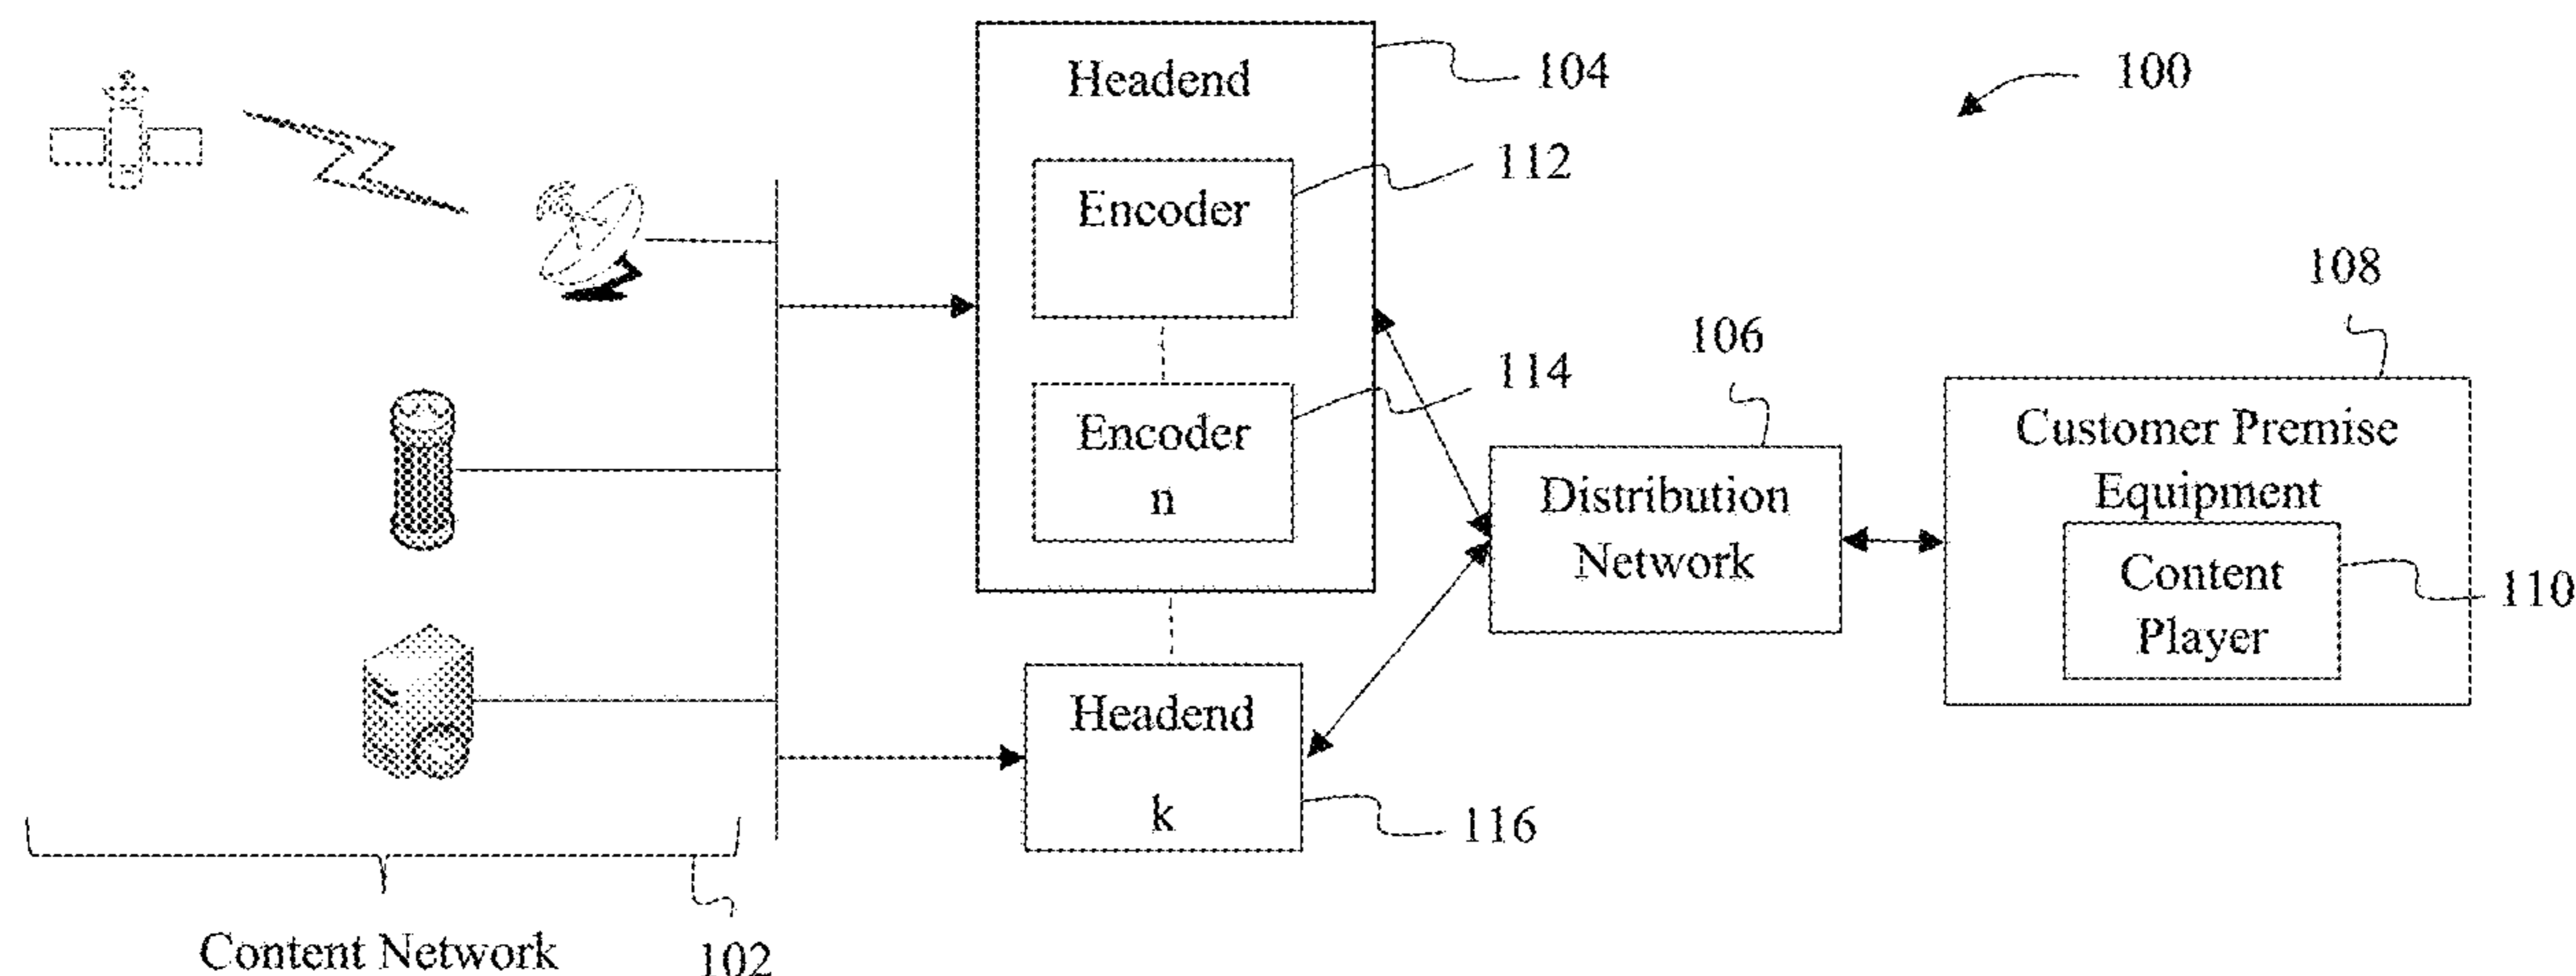 Headend
104
100
Encoder
112
108
106
Encoder
n
114
Customer Premise
Equipment
Distribution
Network
Content
Player
110
Headend
k
116
Content Network
102